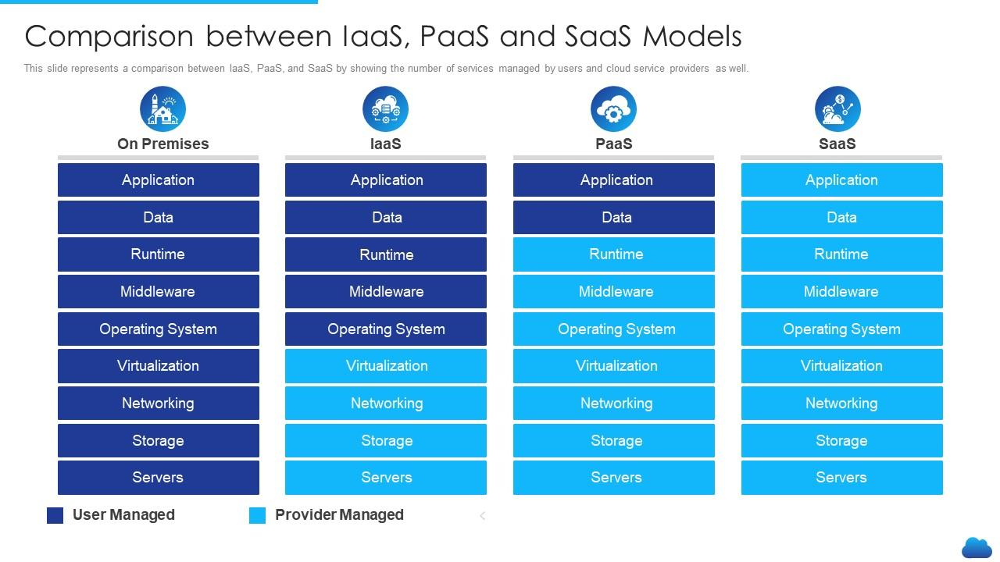 Comparison between IaaS, PaaS and SaaS Models
This slide represents a comparison between IaaS, PaaS, and SaaS by showing the number of services managed by users and cloud service providers as well.
On Premises
Application
Data
Runtime
Middleware
Operating System
Virtualization
Networking
Storage
Servers
IaaS
Application
Data
Runtime
Middleware
Operating System
Virtualization
Networking
Storage
Servers
PaaS
Application
Data
Runtime
Middleware
Operating System
Virtualization
Networking
Storage
Servers
SaaS
Application
Data
Runtime
Middleware
Operating System
Virtualization
Networking
Storage
Servers
User Managed
Provider Managed